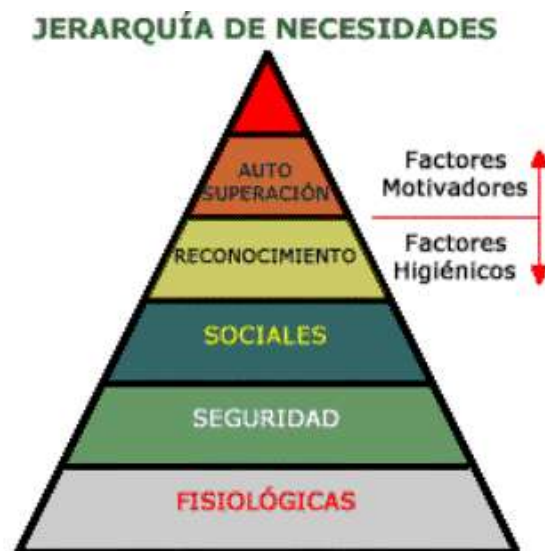 JERARQUÍA DE NECESIDADES
AUTO
SUPERACIÓN
Factores
Motivadores
RECONOCIMIENTO
Factores
Higiénicos
SOCIALES
SEGURIDAD
FISIOLÓGICAS